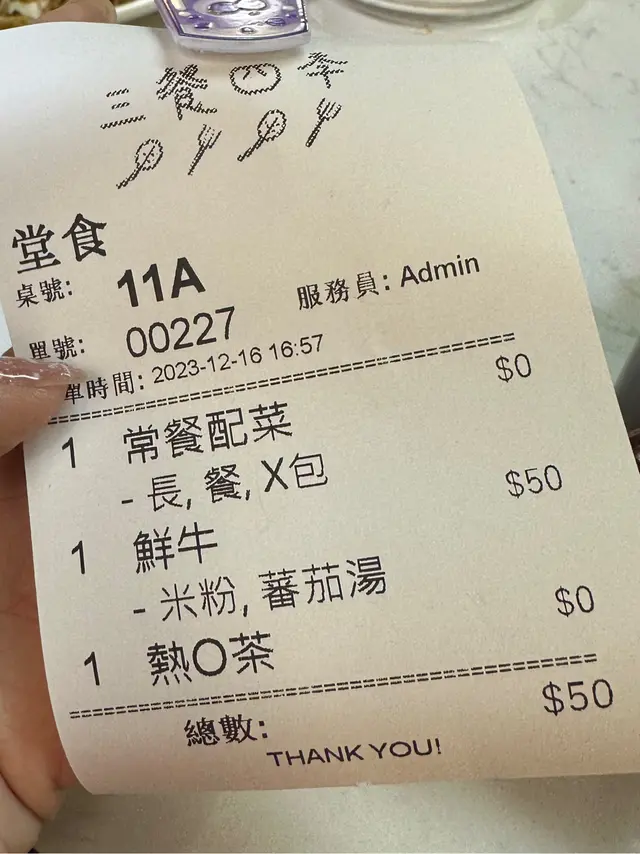 三餐四季
堂食
桌號: 11A 服務員: Admin
單號: 00227
單時間: 2023-12-16 16:57
1 常餐配菜 $0
- 長, 餐, X包
1 鮮牛 $50
- 米粉, 蕃茄湯
1 熱O茶 $0
總數: $50
THANK YOU!